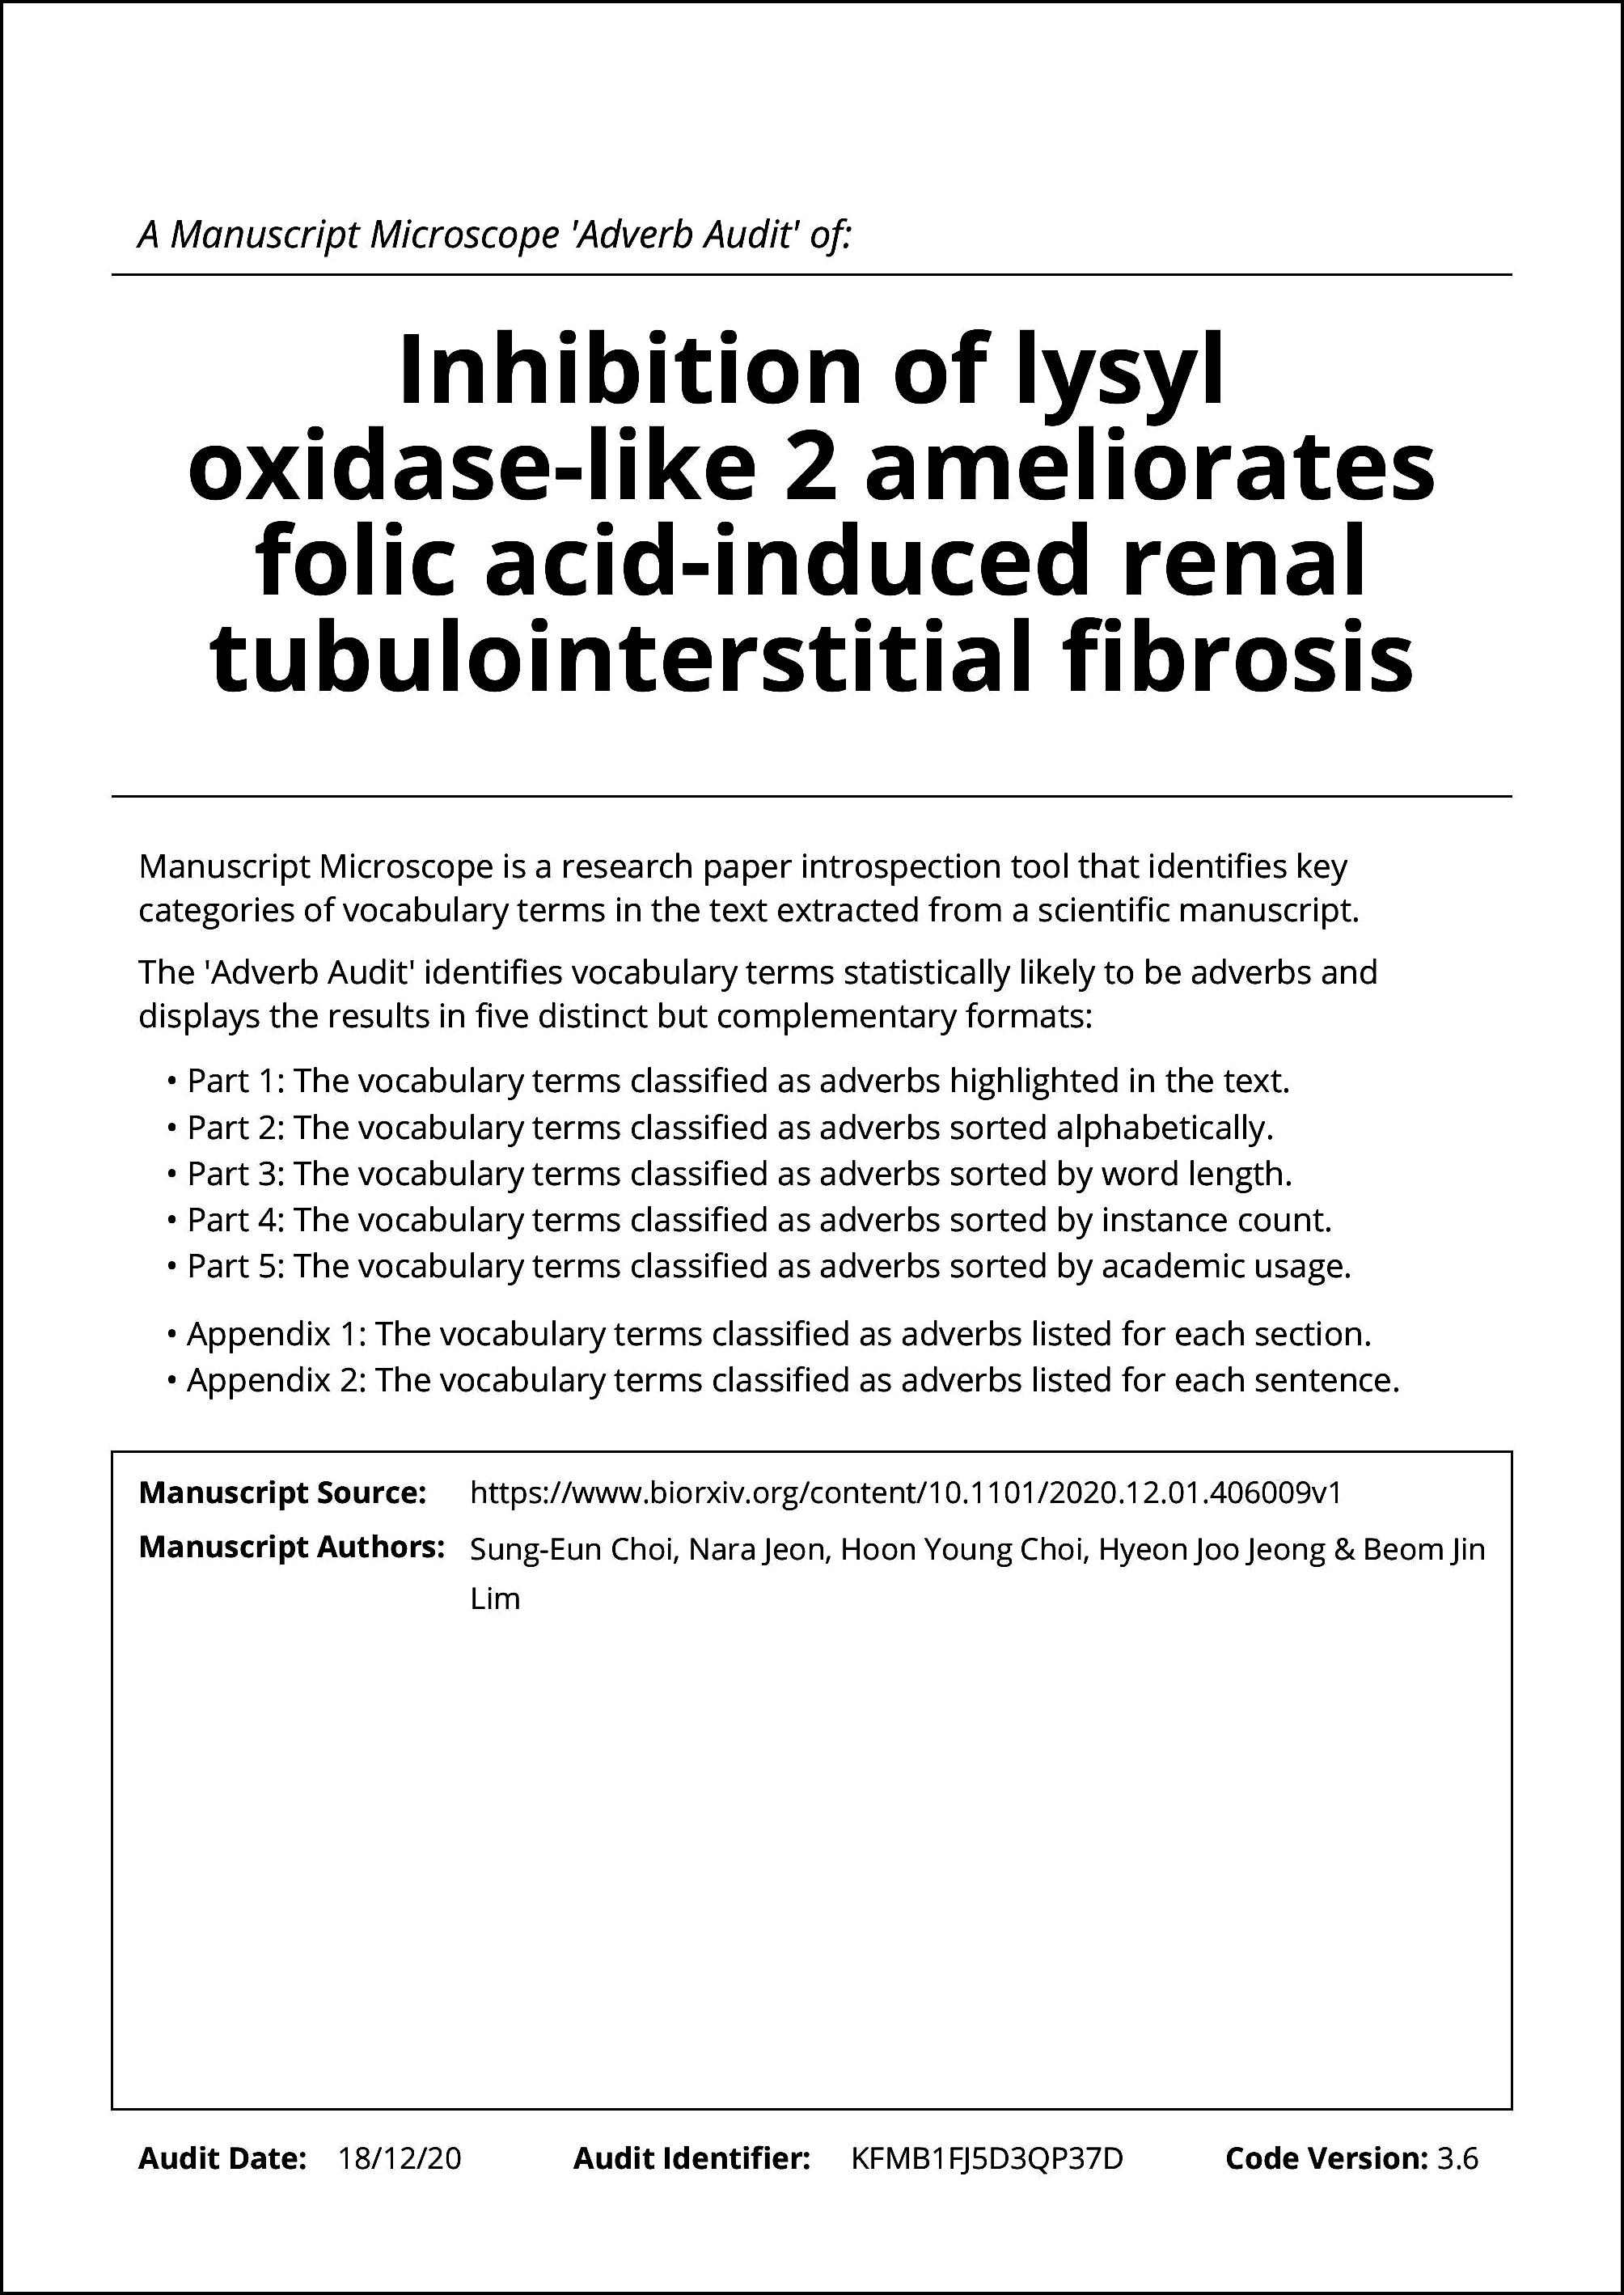 A Manuscript Microscope 'Adverb Audit' of:
Inhibition of lysyl
oxidase-like 2 ameliorates
folic acid-induced renal
tubulointerstitial fibrosis
Manuscript Microscope is a research paper introspection tool that identifies key
categories of vocabulary terms in the text extracted from a scientific manuscript.
The 'Adverb Audit' identifies vocabulary terms statistically likely to be adverbs and
displays the results in five distinct but complementary formats:
• Part 1: The vocabulary terms classified as adverbs highlighted in the text.
• Part 2: The vocabulary terms classified as adverbs sorted alphabetically.
• Part 3: The vocabulary terms classified as adverbs sorted by word length.
• Part 4: The vocabulary terms classified as adverbs sorted by instance count.
• Part 5: The vocabulary terms classified as adverbs sorted by academic usage.
• Appendix 1: The vocabulary terms classified as adverbs listed for each section.
• Appendix 2: The vocabulary terms classified as adverbs listed for each sentence.
Manuscript Source: https://www.biorxiv.org/content/10.1101/2020.12.01.406009v1
Manuscript Authors: Sung-Eun Choi, Nara Jeon, Hoon Young Choi, Hyeon Joo Jeong & Beom Jin
Lim
Audit Date: 18/12/20 Audit Identifier: KFMB1FJ5D3QP37D Code Version: 3.6